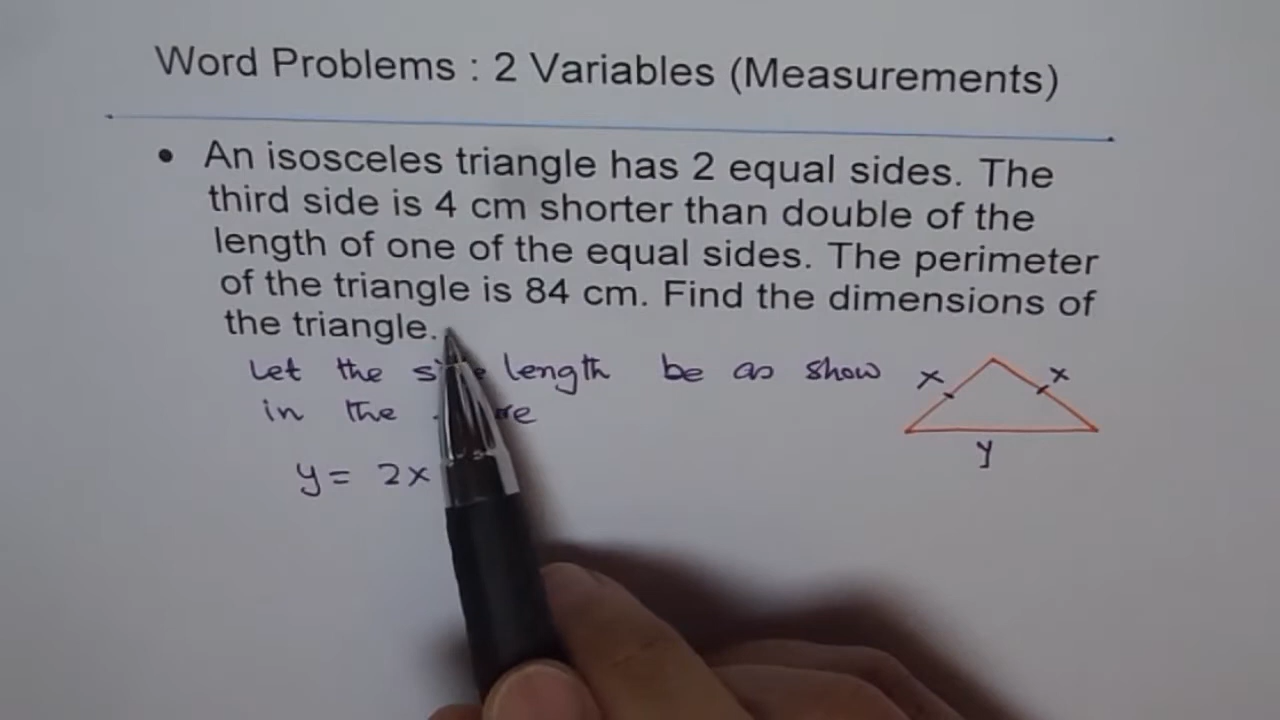 Word Problems : 2 Variables (Measurements)
• An isosceles triangle has 2 equal sides. The
third side is 4 cm shorter than double of the
length of one of the equal sides. The perimeter
of the triangle is 84 cm. Find the dimensions of
the triangle.
Let the length be as show
in the
x x
y
y = 2x